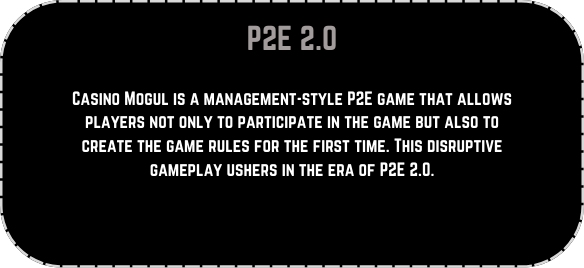 P2E 2.0
Casino Mogul is a management-style P2E game that allows
players not only to participate in the game but also to
create the game rules for the first time. This disruptive
gameplay ushers in the era of P2E 2.0.